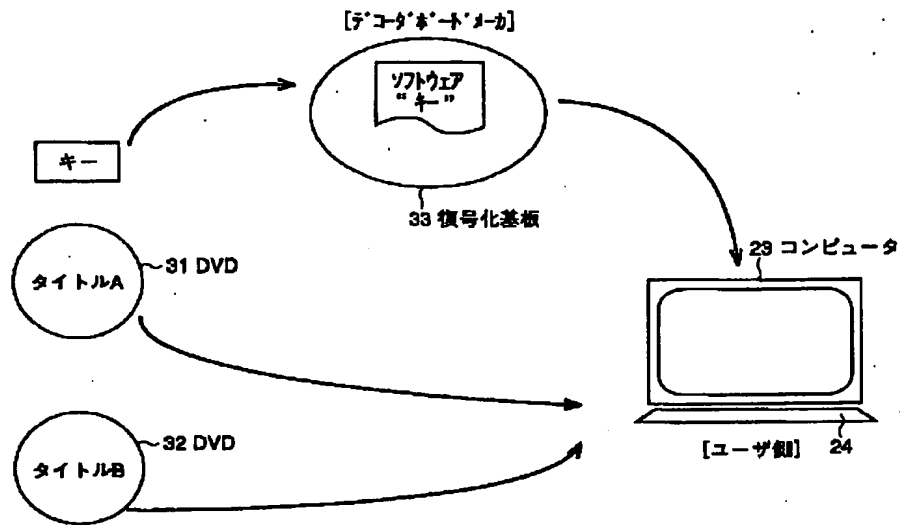 [デコーダボードメーカ]
ソフトウェア
"キー"
キー
33 復号化基板
タイトルA
31 DVD
23 コンピュータ
タイトルB
32 DVD
[ユーザ側]
24